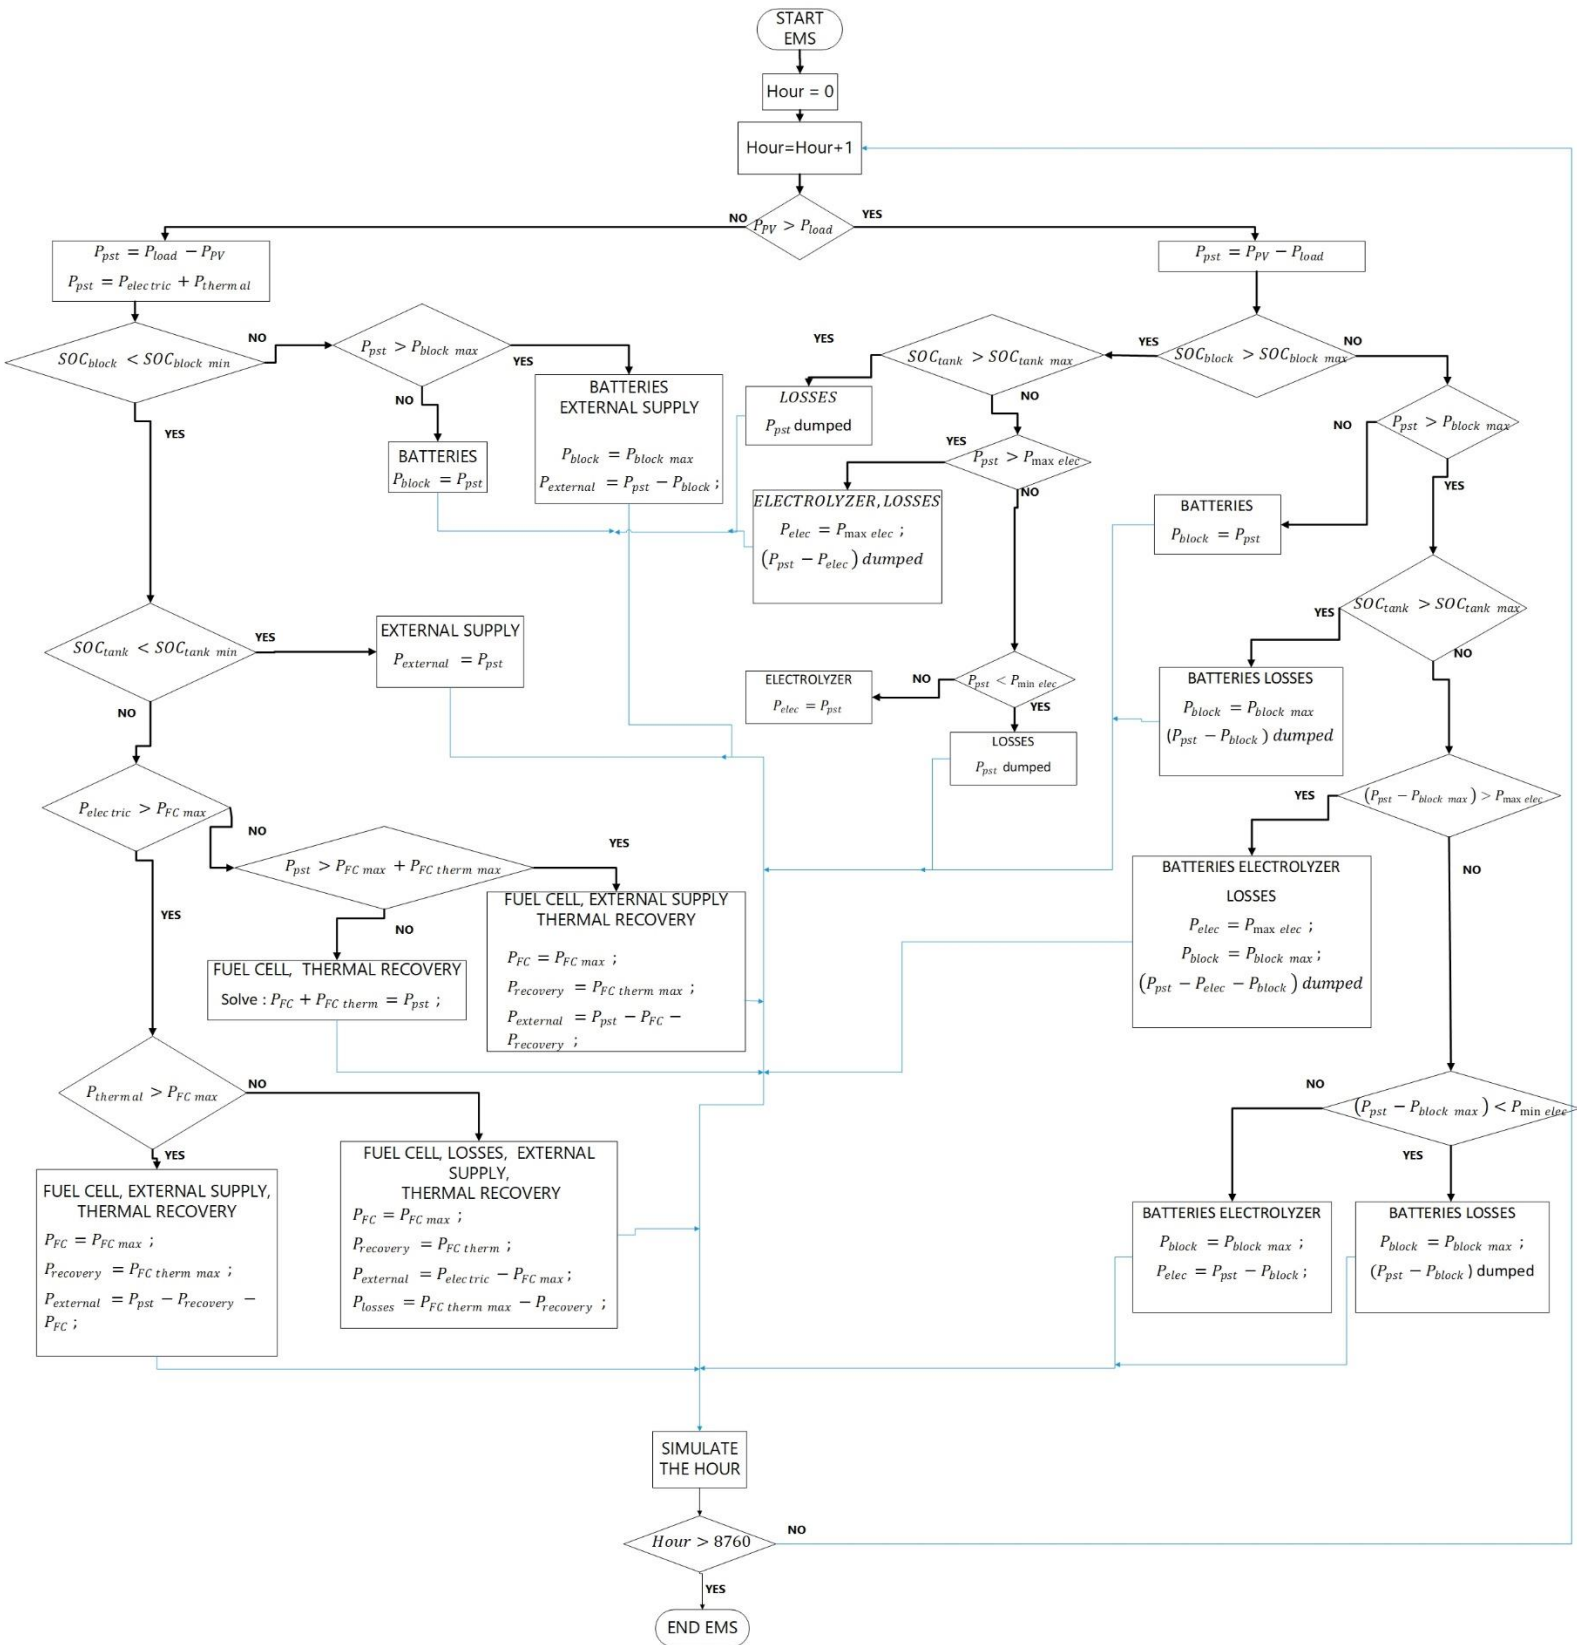 START
EMS
Hour = 0
Hour=Hour+1
P_PV > P_load
NO
YES
P_pst = P_load − P_PV
P_pst = P_electric + P_thermal
P_pst = P_PV − P_load
SOC_block < SOC_block min
NO
YES
P_pst > P_block max
YES
NO
BATTERIES
P_block = P_pst
BATTERIES
EXTERNAL SUPPLY
P_block = P_block max
P_external = P_pst − P_block ;
SOC_tank < SOC_tank min
YES
NO
EXTERNAL SUPPLY
P_external = P_pst
P_electric > P_FC max
NO
YES
P_pst > P_FC max + P_FC therm max
YES
NO
FUEL CELL, THERMAL RECOVERY
Solve : P_FC + P_FC therm = P_pst ;
FUEL CELL, EXTERNAL SUPPLY
THERMAL RECOVERY
P_FC = P_FC max ;
P_recovery = P_FC therm max ;
P_external = P_pst − P_FC −
P_recovery ;
P_thermal > P_FC max
NO
YES
FUEL CELL, EXTERNAL SUPPLY,
THERMAL RECOVERY
P_FC = P_FC max ;
P_recovery = P_FC therm max ;
P_external = P_pst − P_recovery −
P_FC ;
FUEL CELL, LOSSES, EXTERNAL
SUPPLY,
THERMAL RECOVERY
P_FC = P_FC max ;
P_recovery = P_FC therm ;
P_external = P_electric − P_FC max ;
P_losses = P_FC therm max − P_recovery ;
SOC_block > SOC_block max
YES
NO
SOC_tank > SOC_tank max
YES
NO
LOSSES
P_pst dumped
P_pst > P_max elec
YES
NO
ELECTROLYZER, LOSSES
P_elec = P_max elec ;
(P_pst − P_elec) dumped
P_pst < P_min elec
NO
YES
ELECTROLYZER
P_elec = P_pst
LOSSES
P_pst dumped
P_pst > P_block max
NO
YES
BATTERIES
P_block = P_pst
SOC_tank > SOC_tank max
YES
NO
BATTERIES LOSSES
P_block = P_block max
(P_pst − P_block) dumped
(P_pst − P_block max) > P_max elec
YES
NO
BATTERIES ELECTROLYZER
LOSSES
P_elec = P_max elec ;
P_block = P_block max ;
(P_pst − P_elec − P_block) dumped
(P_pst − P_block max) < P_min elec
NO
YES
BATTERIES ELECTROLYZER
P_block = P_block max ;
P_elec = P_pst − P_block ;
BATTERIES LOSSES
P_block = P_block max ;
(P_pst − P_block) dumped
SIMULATE
THE HOUR
Hour > 8760
NO
YES
END EMS